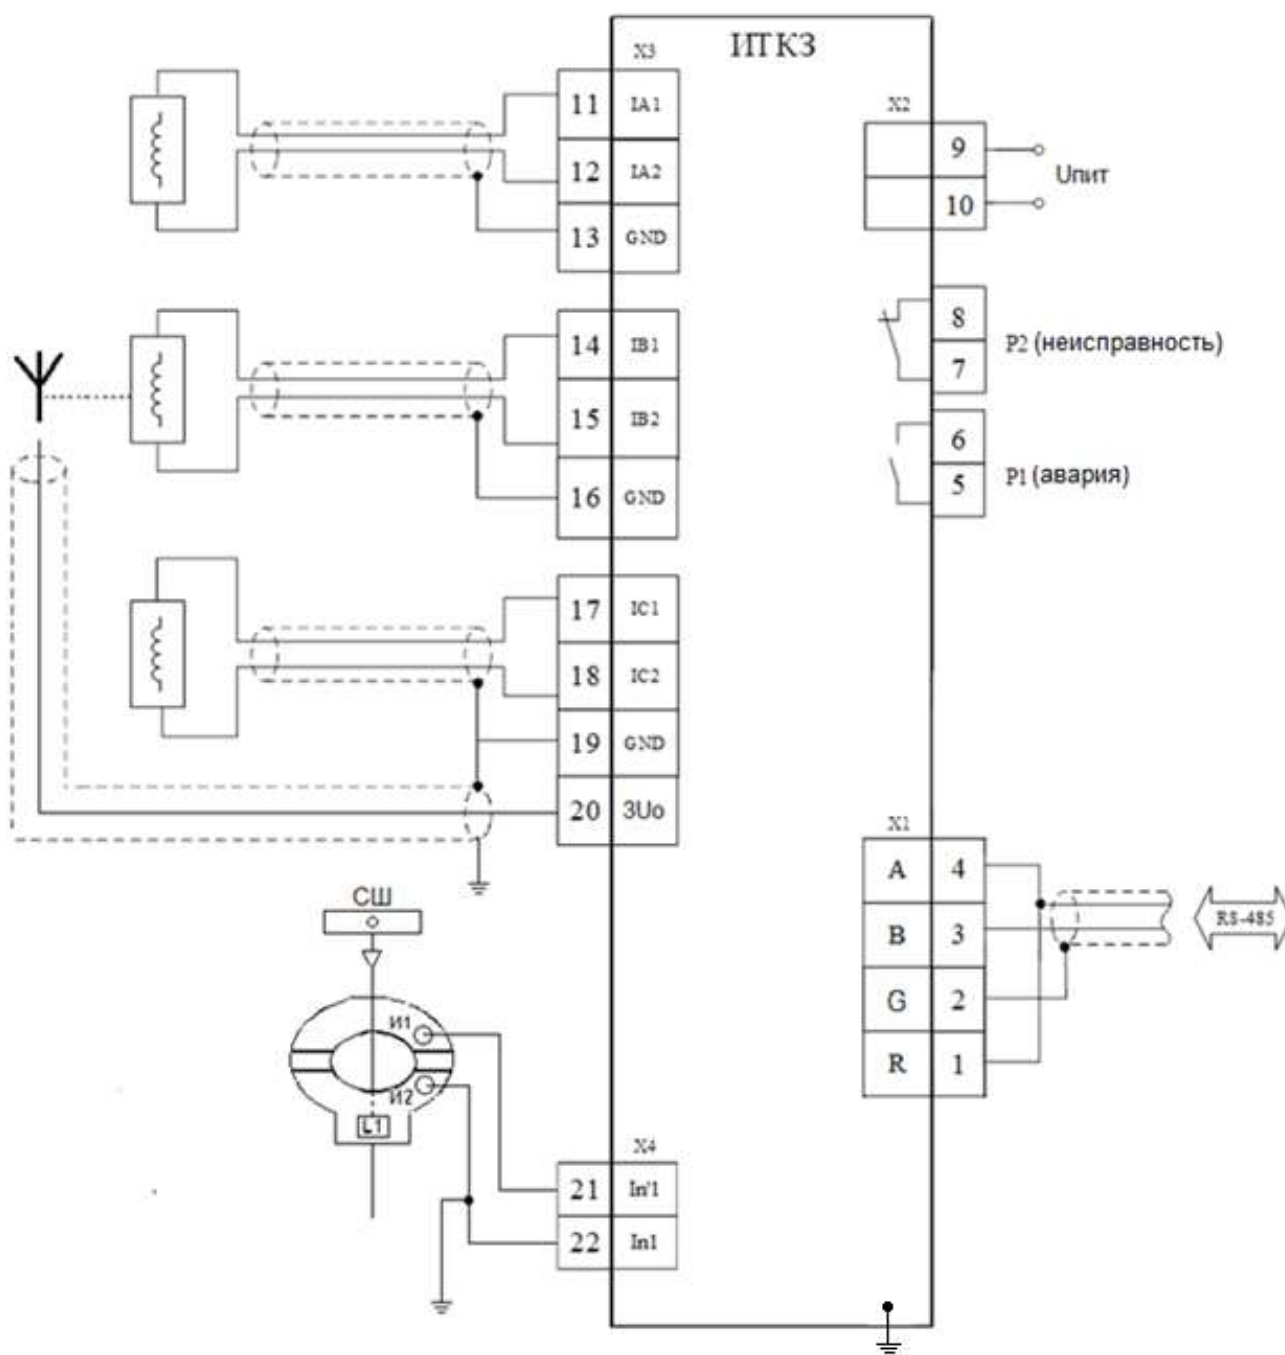 ИТКЗ
X3
11 IA1
12 IA2
13 GND
14 IB1
15 IB2
16 GND
17 IC1
18 IC2
19 GND
20 3Uo
X2
9
10
Uпит
8
7
P2 (неисправность)
6
5
P1 (авария)
X1
A 4
B 3
G 2
R 1
RS-485
СШ
И1
И2
L1
X4
21 In'1
22 In1